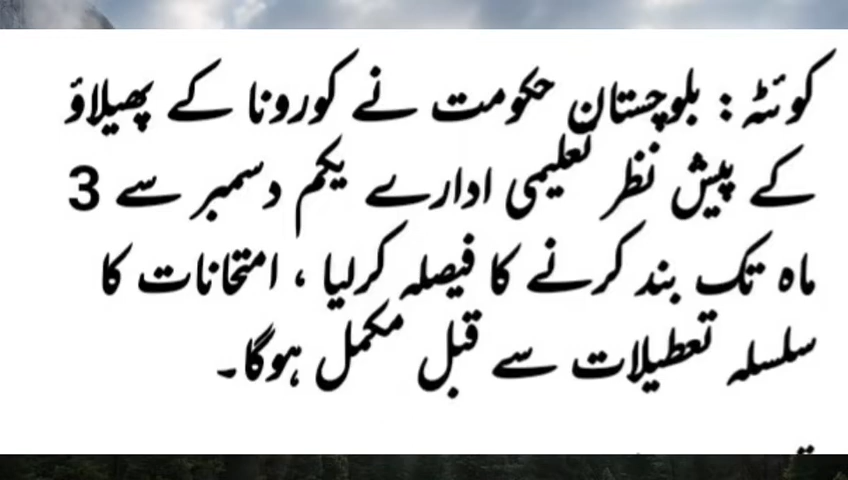 کوئٹہ: بلوچستان حکومت نے کورونا کے پھیلاؤ
کے پیش نظر تعلیمی ادارے یکم دسمبر سے 3
ماہ تک بند کرنے کا فیصلہ کرلیا، امتحانات کا
سلسلہ تعطیلات سے قبل مکمل ہوگا۔